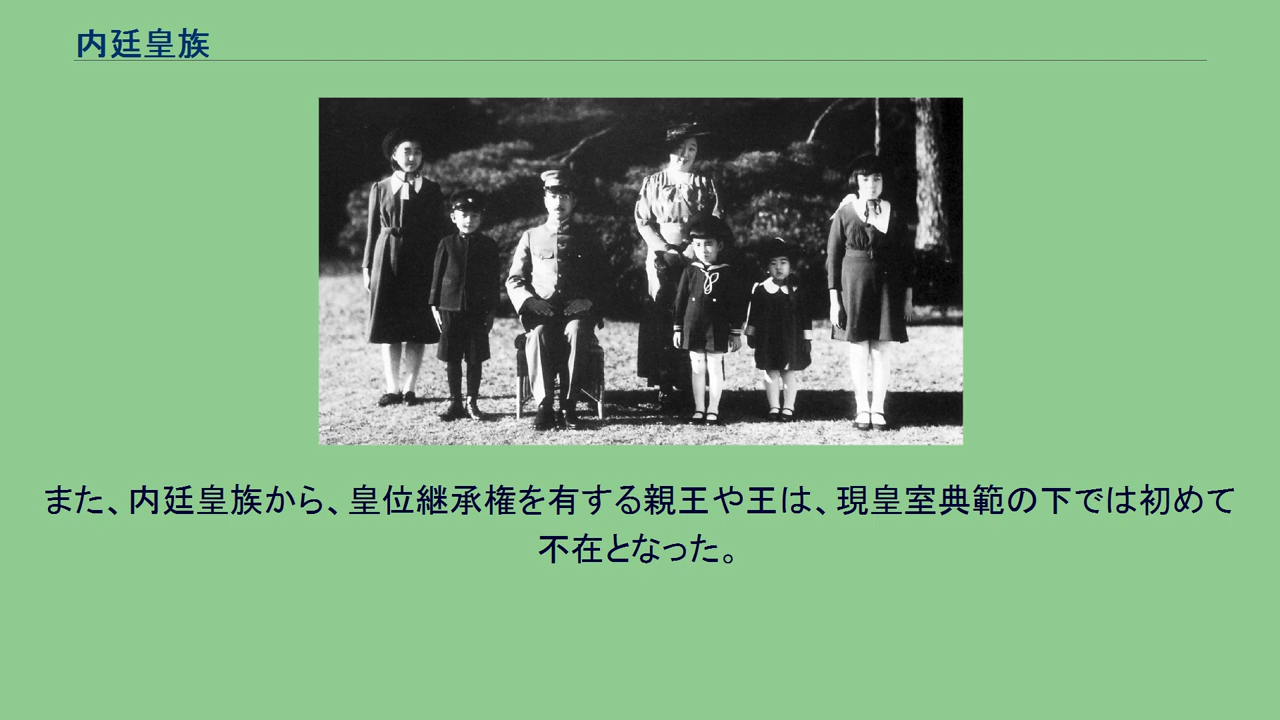 内廷皇族
また、内廷皇族から、皇位継承権を有する親王や王は、現皇室典範の下では初めて
不在となった。